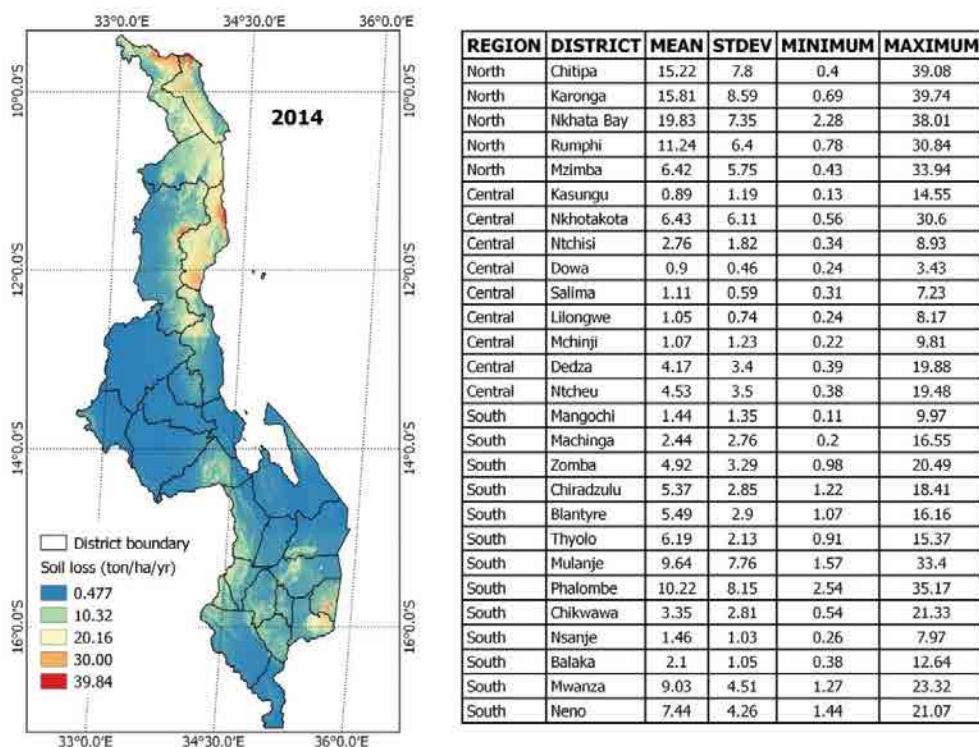 33°0.0'E 34°30.0'E 36°0.0'E
10°0.0'S 10°0.0'S
2014
12°0.0'S 12°0.0'S
14°0.0'S 14°0.0'S
16°0.0'S 16°0.0'S
District boundary
Soil loss (ton/ha/yr)
0.477
10.32
20.16
30.00
39.84
33°0.0'E 34°30.0'E 36°0.0'E
REGION DISTRICT MEAN STDEV MINIMUM MAXIMUM
North Chitipa 15.22 7.8 0.4 39.08
North Karonga 15.81 8.59 0.69 39.74
North Nkhata Bay 19.83 7.35 2.28 38.01
North Rumphi 11.24 6.4 0.78 30.84
North Mzimba 6.42 5.75 0.43 33.94
Central Kasungu 0.89 1.19 0.13 14.55
Central Nkhotakota 6.43 6.11 0.56 30.6
Central Ntchisi 2.76 1.82 0.34 8.93
Central Dowa 0.9 0.46 0.24 3.43
Central Salima 1.11 0.59 0.31 7.23
Central Lilongwe 1.05 0.74 0.24 8.17
Central Mchinji 1.07 1.23 0.22 9.81
Central Dedza 4.17 3.4 0.39 19.88
Central Ntcheu 4.53 3.5 0.38 19.48
South Mangochi 1.44 1.35 0.11 9.97
South Machinga 2.44 2.76 0.2 16.55
South Zomba 4.92 3.29 0.98 20.49
South Chiradzulu 5.37 2.85 1.22 18.41
South Blantyre 5.49 2.9 1.07 16.16
South Thyolo 6.19 2.13 0.91 15.37
South Mulanje 9.64 7.76 1.57 33.4
South Phalombe 10.22 8.15 2.54 35.17
South Chikwawa 3.35 2.81 0.54 21.33
South Nsanje 1.46 1.03 0.26 7.97
South Balaka 2.1 1.05 0.38 12.64
South Mwanza 9.03 4.51 1.27 23.32
South Neno 7.44 4.26 1.44 21.07